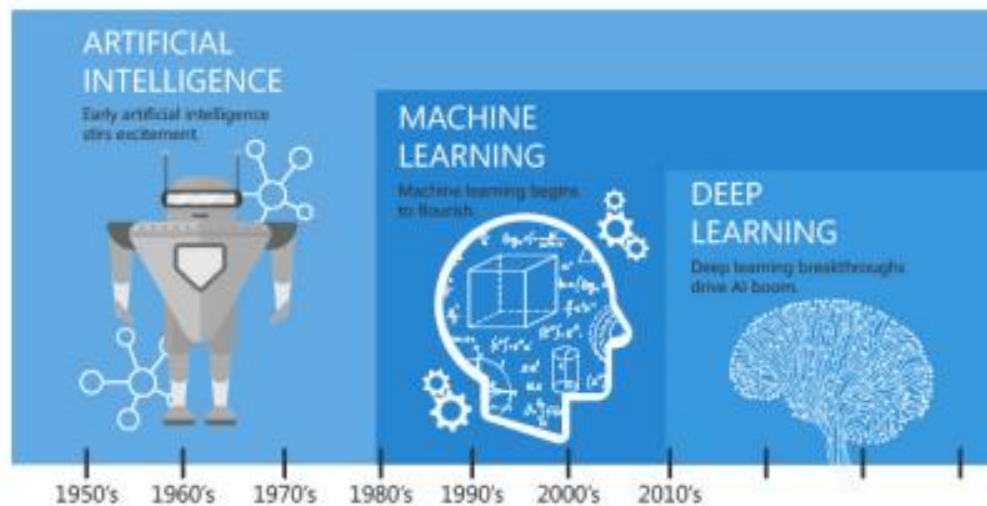 ARTIFICIAL
INTELLIGENCE
Early artificial intelligence
stirs excitement.
MACHINE
LEARNING
Machine learning begins
to flourish.
DEEP
LEARNING
Deep learning breakthroughs
drive AI boom.
1950's 1960's 1970's 1980's 1990's 2000's 2010's